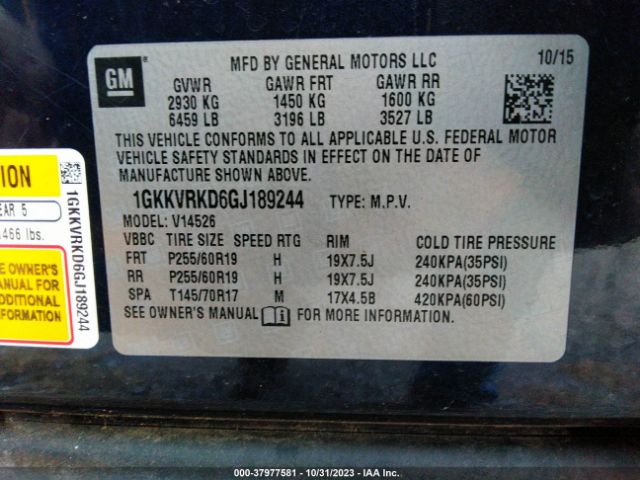 GM
MFD BY GENERAL MOTORS LLC 10/15
GVWR GAWR FRT GAWR RR
2930 KG 1450 KG 1600 KG
6459 LB 3196 LB 3527 LB
THIS VEHICLE CONFORMS TO ALL APPLICABLE U.S. FEDERAL MOTOR
VEHICLE SAFETY STANDARDS IN EFFECT ON THE DATE OF
MANUFACTURE SHOWN ABOVE.
1GKKVRKD6GJ189244 TYPE: M.P.V.
MODEL: V14526
VBBC TIRE SIZE SPEED RTG RIM COLD TIRE PRESSURE
FRT P255/60R19 H 19X7.5J 240KPA(35PSI)
RR P255/60R19 H 19X7.5J 240KPA(35PSI)
SPA T145/70R17 M 17X4.5B 420KPA(60PSI)
SEE OWNER'S MANUAL FOR MORE INFORMATION.
TION
EAR 5
466 lbs.
E OWNER'S
MANUAL FOR
ADDITIONAL
FORMATION
1GKKVRKD6GJ189244
000-37977581 - 10/31/2023 - IAA Inc.